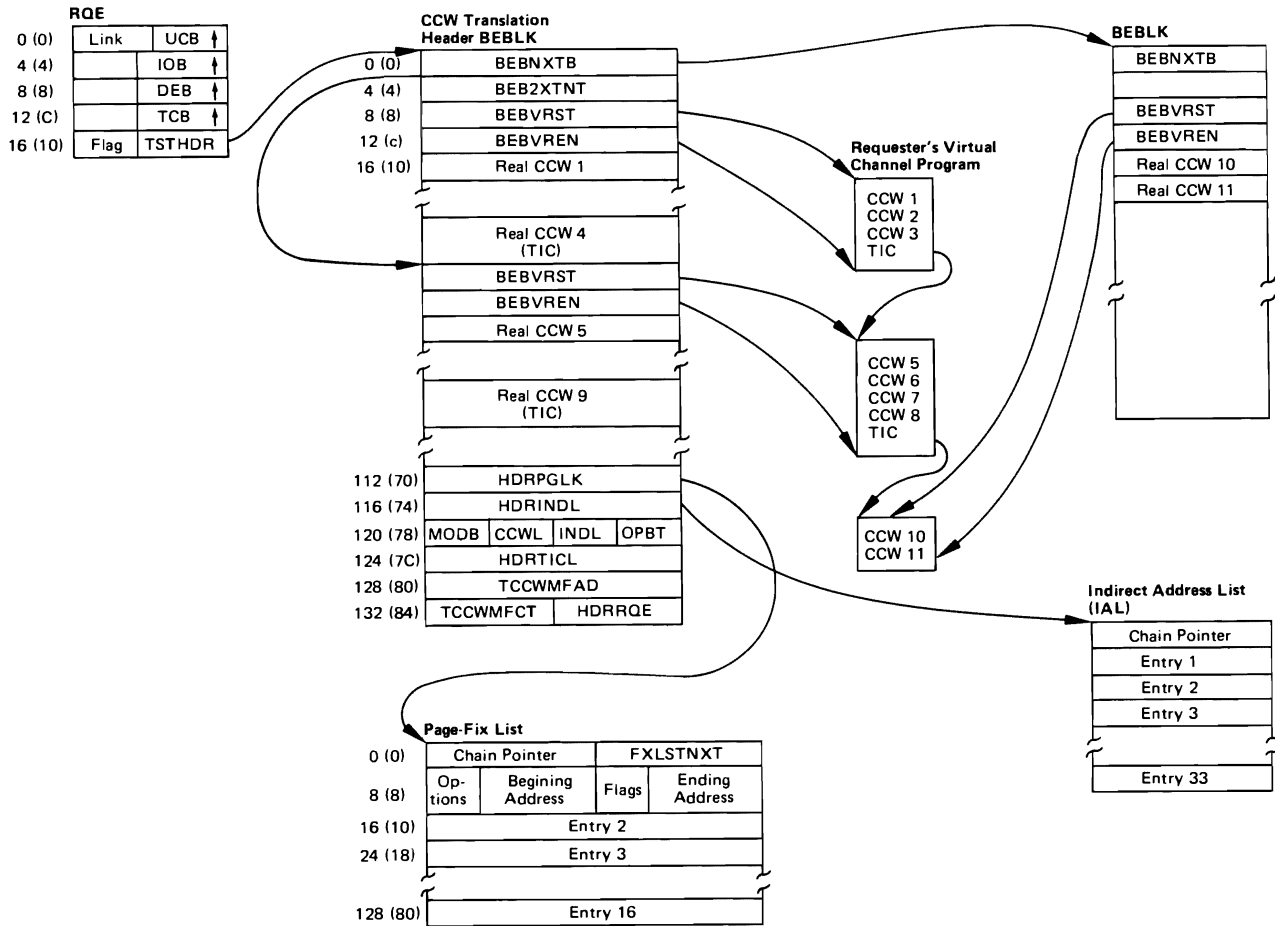 RQE
0 (0) Link UCB
4 (4) IOB
8 (8) DEB
12 (C) TCB
16 (10) Flag TSTHDR
CCW Translation
Header BEBLK
0 (0) BEBNXTB
4 (4) BEB2XTNT
8 (8) BEBVRST
12 (c) BEBVREN
16 (10) Real CCW 1
Real CCW 4
(TIC)
BEBVRST
BEBVREN
Real CCW 5
Real CCW 9
(TIC)
112 (70) HDRPGLK
116 (74) HDRINDL
120 (78) MODB CCWL INDL OPBT
124 (7C) HDRTICL
128 (80) TCCWMFAD
132 (84) TCCWMFCT HDRRQE
Requester's Virtual
Channel Program
CCW 1
CCW 2
CCW 3
TIC
CCW 5
CCW 6
CCW 7
CCW 8
TIC
CCW 10
CCW 11
BEBLK
BEBNXTB
BEBVRST
BEBVREN
Real CCW 10
Real CCW 11
Indirect Address List
(IAL)
Chain Pointer
Entry 1
Entry 2
Entry 3
Entry 33
Page-Fix List
0 (0) Chain Pointer FXLSTNXT
8 (8) Op-
tions Begining
Address Flags Ending
Address
16 (10) Entry 2
24 (18) Entry 3
128 (80) Entry 16